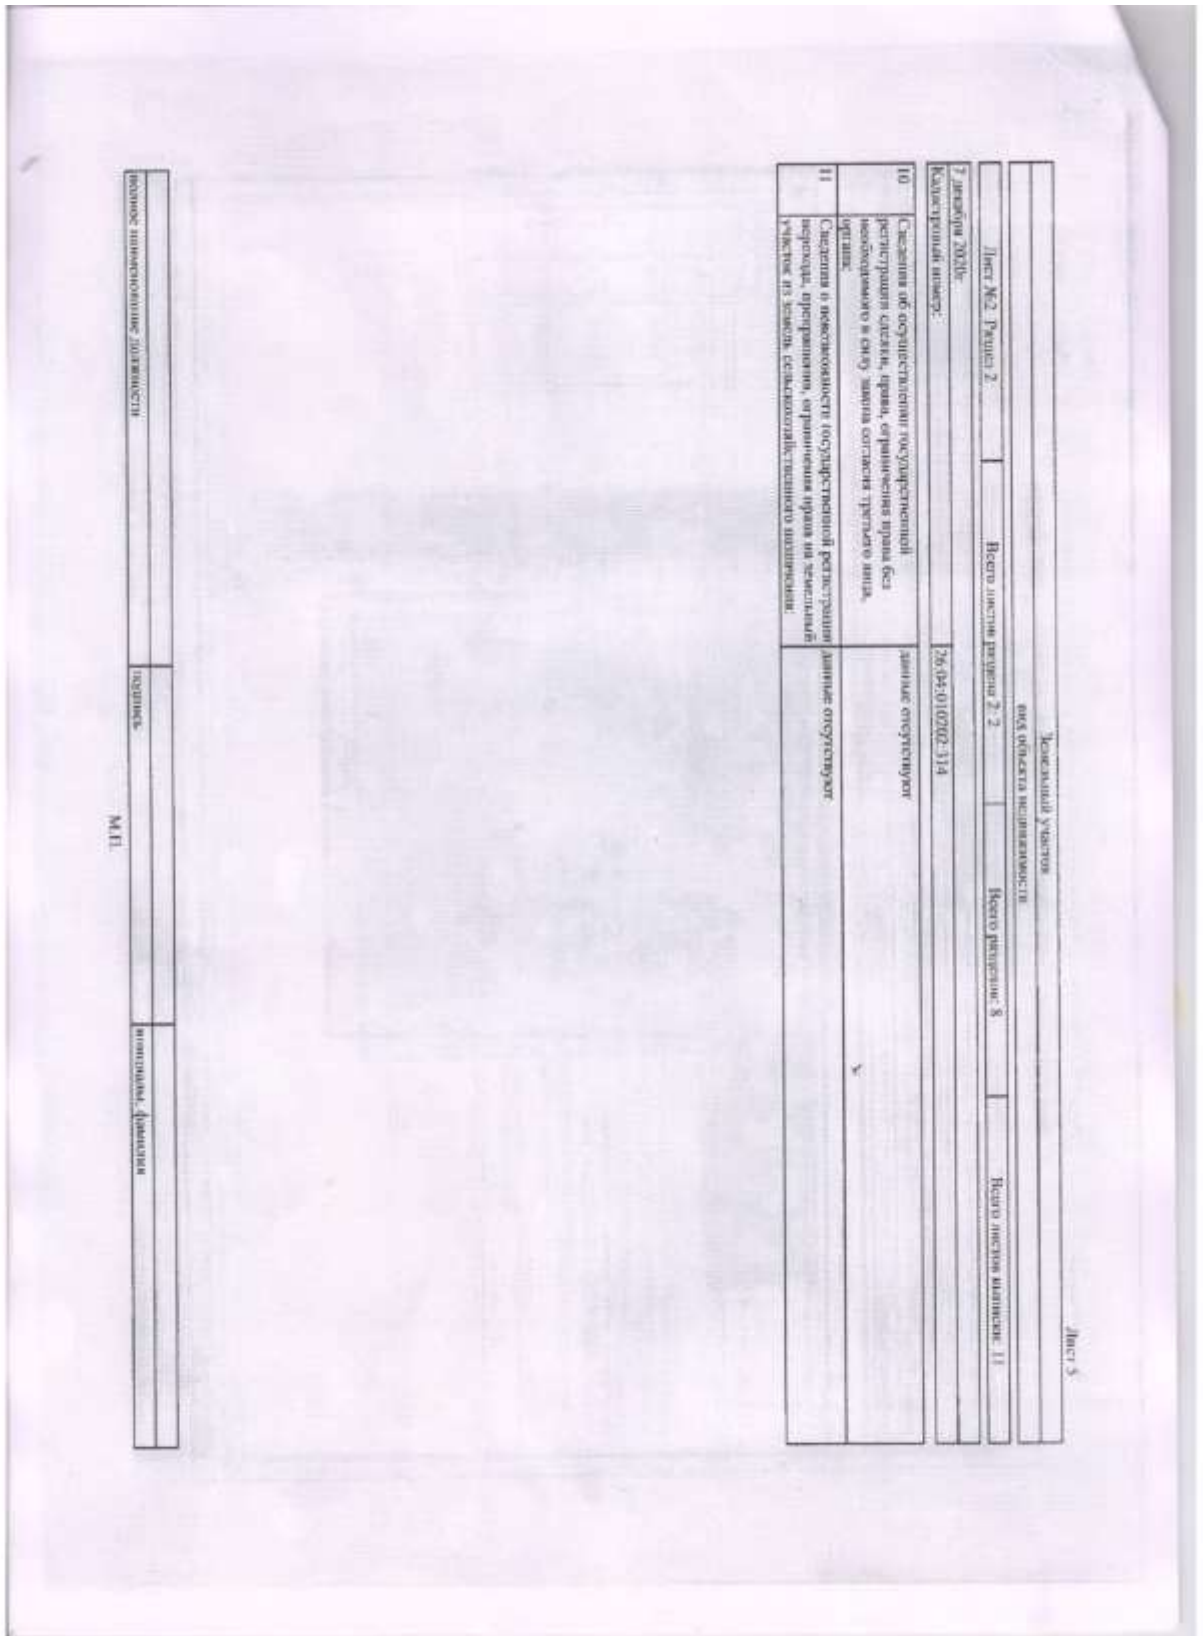 Лист 5
Земельный участок
вид объекта недвижимости
Лист №2 Раздел 2 Всего листов раздела 2: 2 Всего разделов: 8 Всего листов выписки: 11
7 декабря 2020г.
Кадастровый номер: 26:04:010202:314
10 Сведения об осуществлении государственной данные отсутствуют
регистрации сделки, права, ограничения права без
необходимого в силу закона согласия третьего лица,
органа:
11 Сведения о невозможности государственной регистрации данные отсутствуют
перехода, прекращения, ограничения права на земельный
участок из земель сельскохозяйственного назначения:
полное наименование должности подпись инициалы, фамилия
М.П.